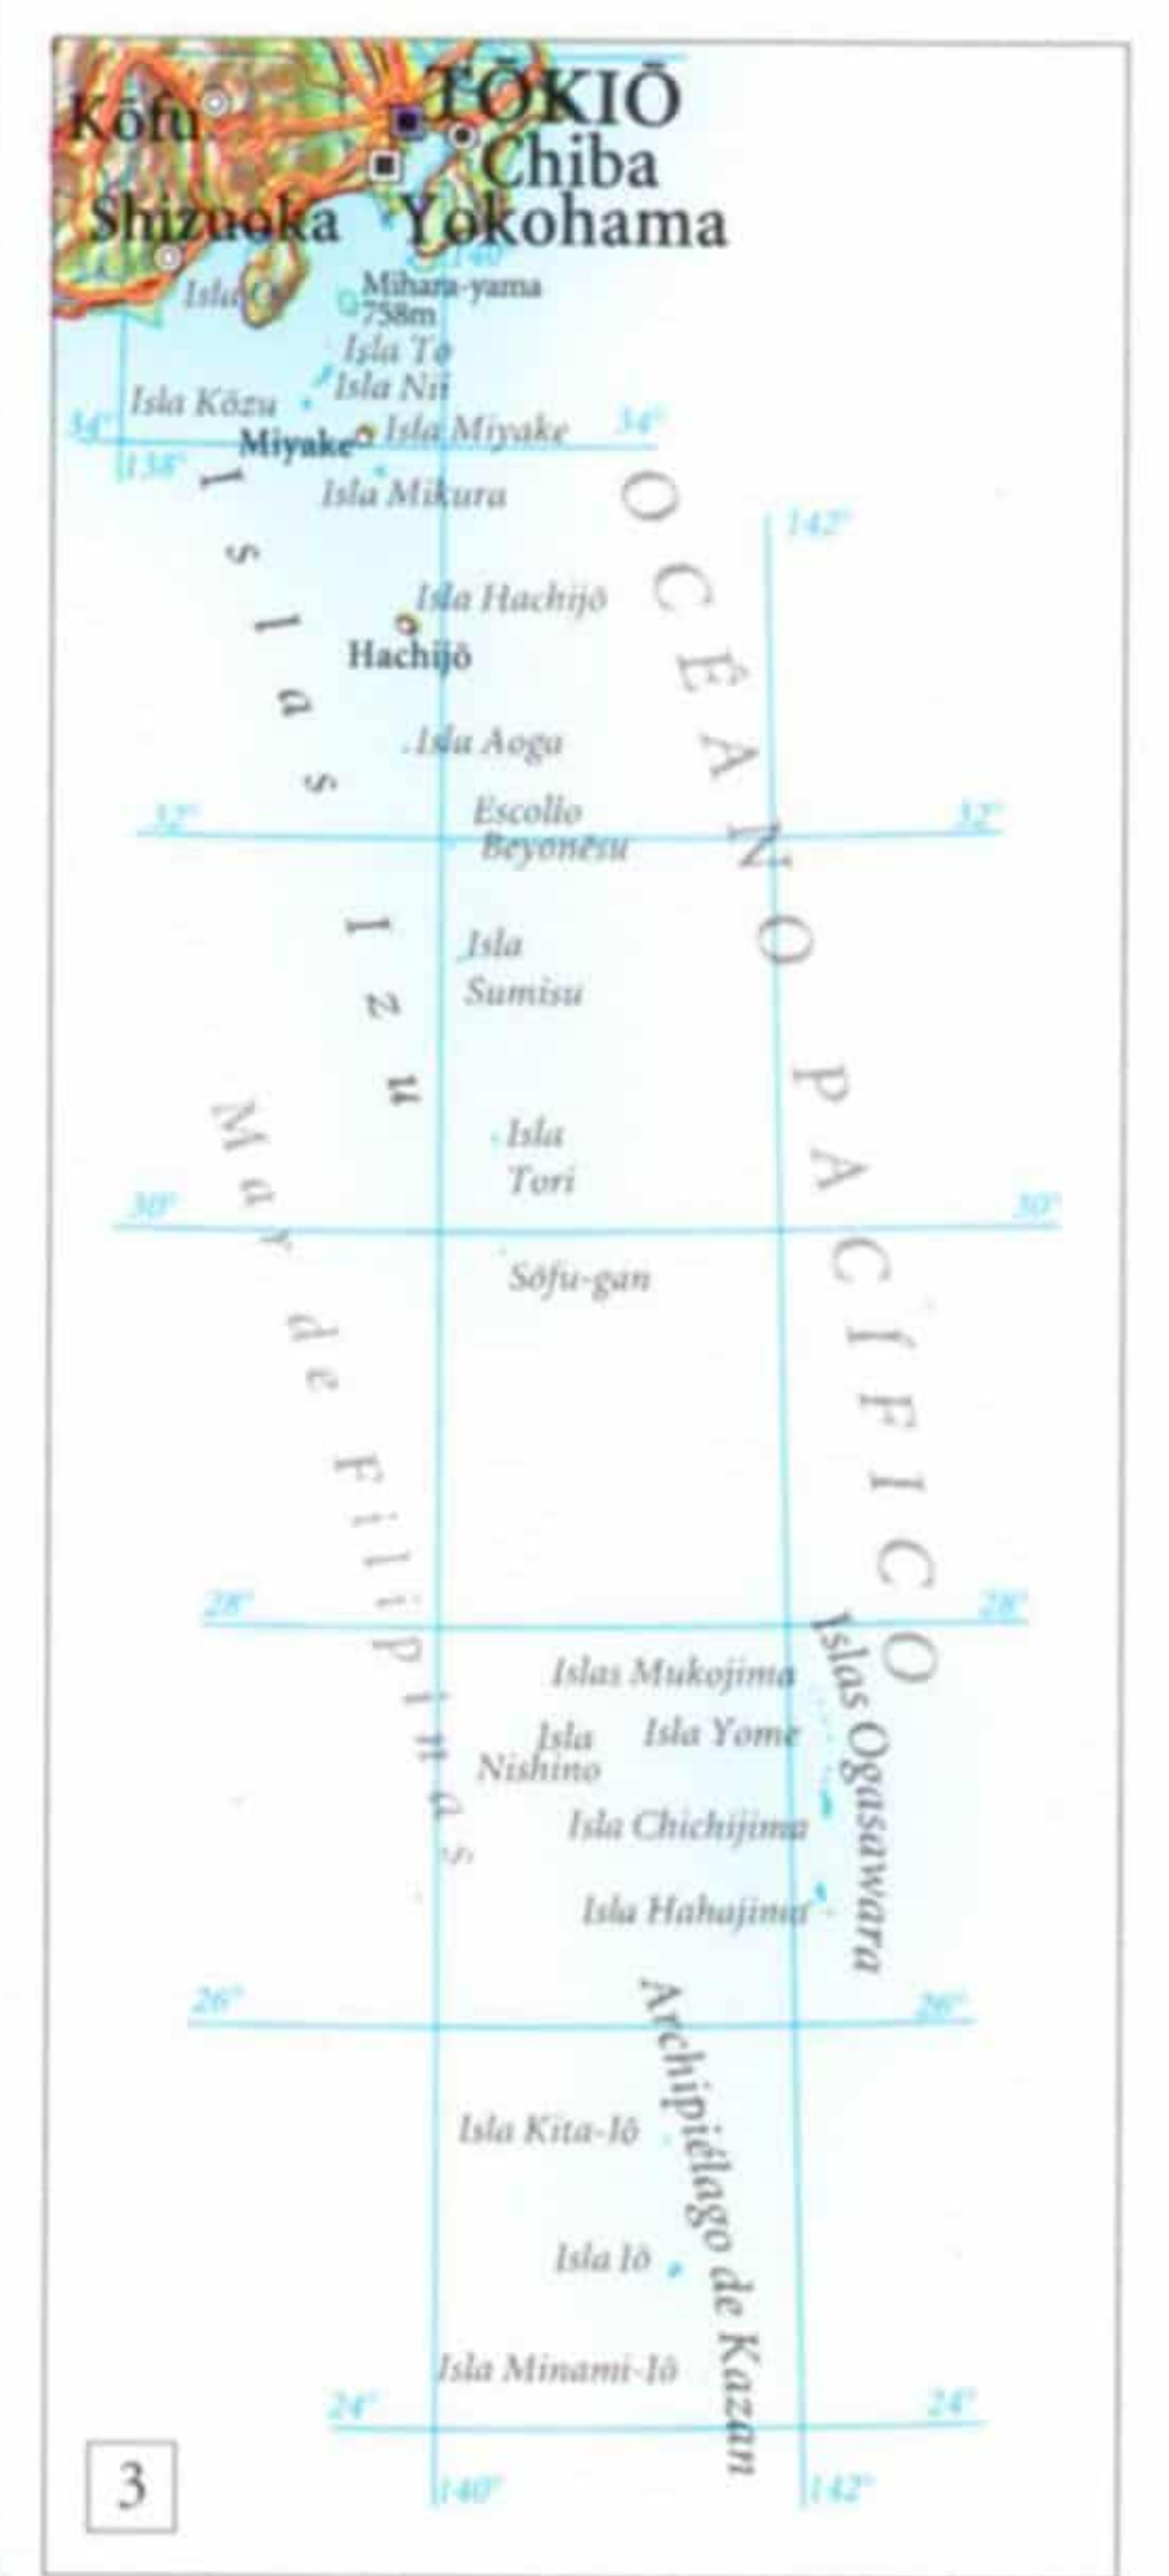 TŌKIŌ
Kōfu
Chiba
Shizuoka
Yokohama
140°
Mihara-yama
758m
Isla
Isla To
Isla Nii
Isla Kōzu
34°
34°
Miyake
Isla Miyake
138°
Isla Mikura
142°
Isla Hachijō
Hachijō
Isla Aoga
Escollo
Beyonēsu
32°
32°
Islas Izu
OCÉANO PACÍFICO
Isla
Sumisu
Isla
Tori
30°
30°
Sōfu-gan
Mar de Filipinas
28°
28°
Islas Mukojima
Isla Yome
Isla
Nishino
Isla Chichijima
Isla Hahajima
Islas Ogasawara
26°
26°
Archipiélago de Kazan
Isla Kita-Iō
Isla Iō
Isla Minami-Iō
24°
24°
3
140°
142°